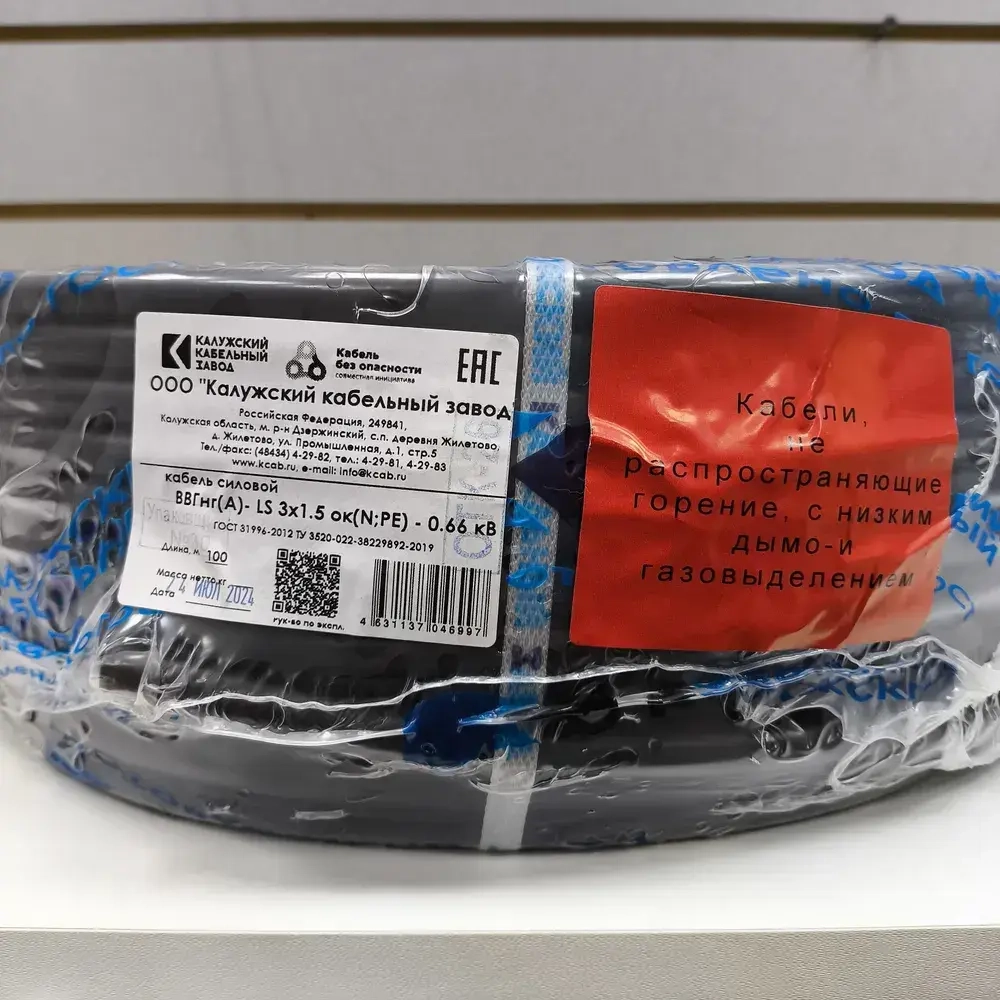 КАЛУЖСКИЙ
КАБЕЛЬНЫЙ
ЗАВОД
Кабель
без опасности
совместная инициатива
ЕАС
ООО "Калужский кабельный завод
Российская Федерация, 249841,
Калужская область, м. р-н Дзержинский, с.п. деревня Жилетово,
д. Жилетово, ул. Промышленная, д.1, стр.5
Тел./факс: (48434) 4-29-82, тел.: 4-29-81, 4-29-83
www.kcab.ru, e-mail: info@kcab.ru
кабель силовой
ВВГнг(А)- LS 3х1.5 ок(N;PE) - 0.66 кВ
ГОСТ 31996-2012 ТУ 3520-022-38229892-2019
Длина, м 100
Масса нетто,кг
Дата 24 ИЮЛ 2024
рук-во по экспл.
4 631137 046997
Кабели,
не
распространяющие
горение, с низким
дымо-и
газовыделением